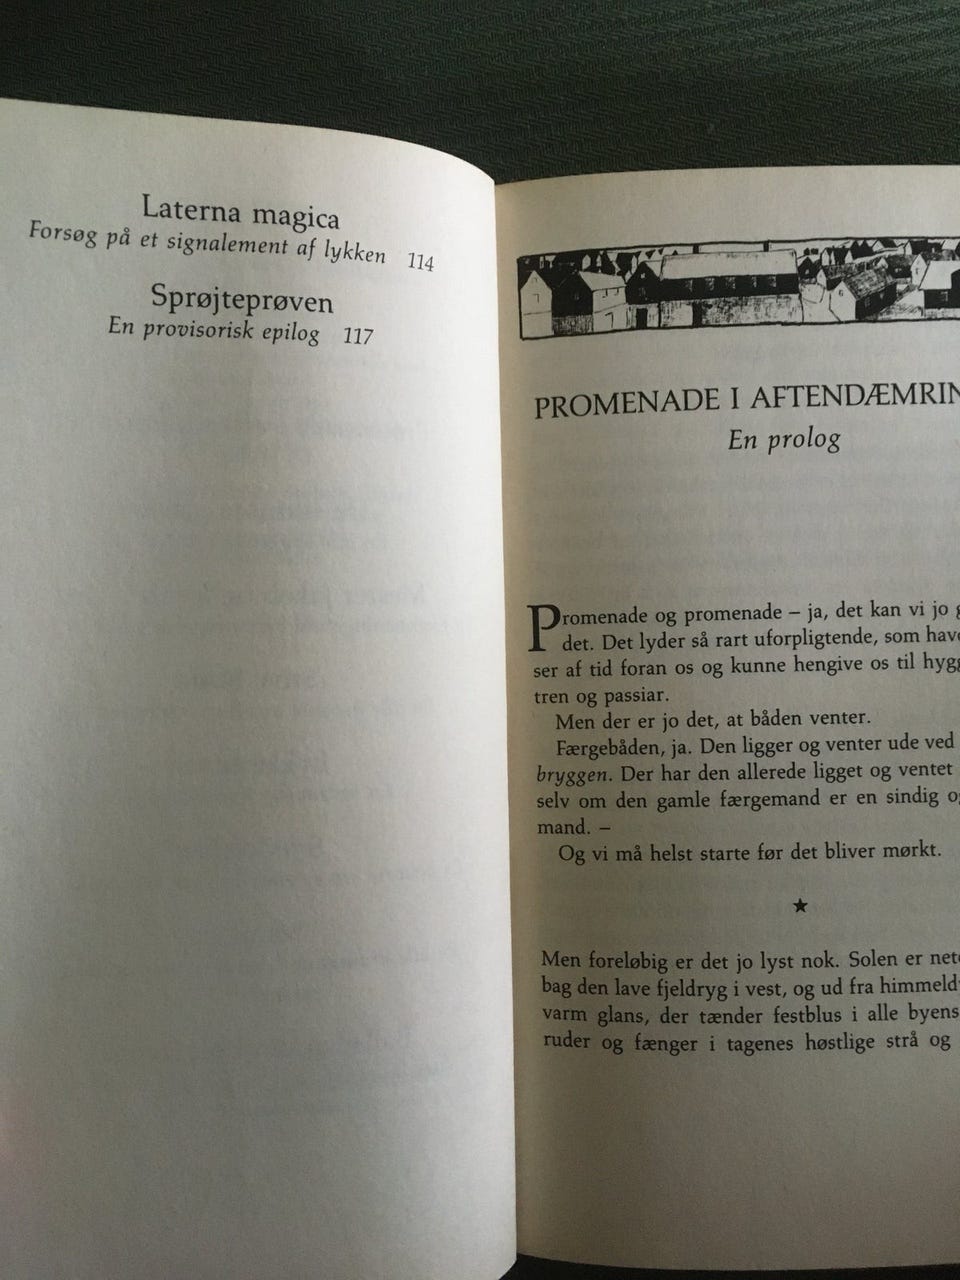 Laterna magica
Forsøg på et signalement af lykken 114
Sprøjteprøven
En provisorisk epilog 117
PROMENADE I AFTENDÆMRIN
En prolog
Promenade og promenade – ja, det kan vi jo g
det. Det lyder så rart uforpligtende, som hav
ser af tid foran os og kunne hengive os til hygg
tren og passiar.
Men der er jo det, at båden venter.
Færgebåden, ja. Den ligger og venter ude ved
bryggen. Der har den allerede ligget og ventet
selv om den gamle færgemand er en sindig og
mand. –
Og vi må helst starte før det bliver mørkt.
★
Men foreløbig er det jo lyst nok. Solen er net
bag den lave fjeldryg i vest, og ud fra himmeld
varm glans, der tænder festblus i alle byens
ruder og fænger i tagenes høstlige strå og